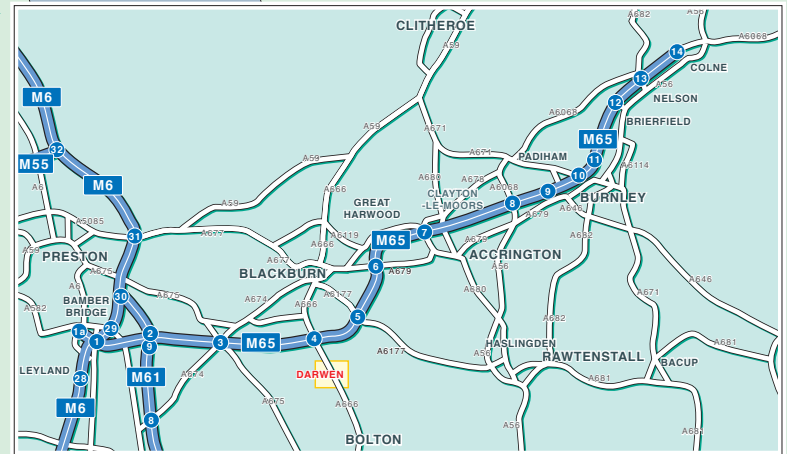 CLITHEROE
A59
A682
A56
A6068
14
COLNE
13
A56
NELSON
12
BRIERFIELD
A6068
M6
M65
A59
A671
A671
11
32
M55
A59
PADIHAM
A6114
A6
M6
A666
A680
A678
A6068
10
9
BURNLEY
CLAYTON
-LE-MOORS
8
A59
GREAT
HARWOOD
A679
A646
A5085
31
A677
A6119
M65
7
A682
A59
A666
A679
PRESTON
A677
ACCRINGTON
A675
BLACKBURN
6
A679
A56
A646
A6
30
A675
A674
A6177
A680
A671
BAMBER
BRIDGE
A582
A666
5
A682
1a
29
1
2
9
3
M65
4
A6177
HASLINGDEN
A681
A56
RAWTENSTALL
BACUP
LEYLAND
28
M61
A674
DARWEN
A681
M6
8
A675
A666
A56
A681
BOLTON